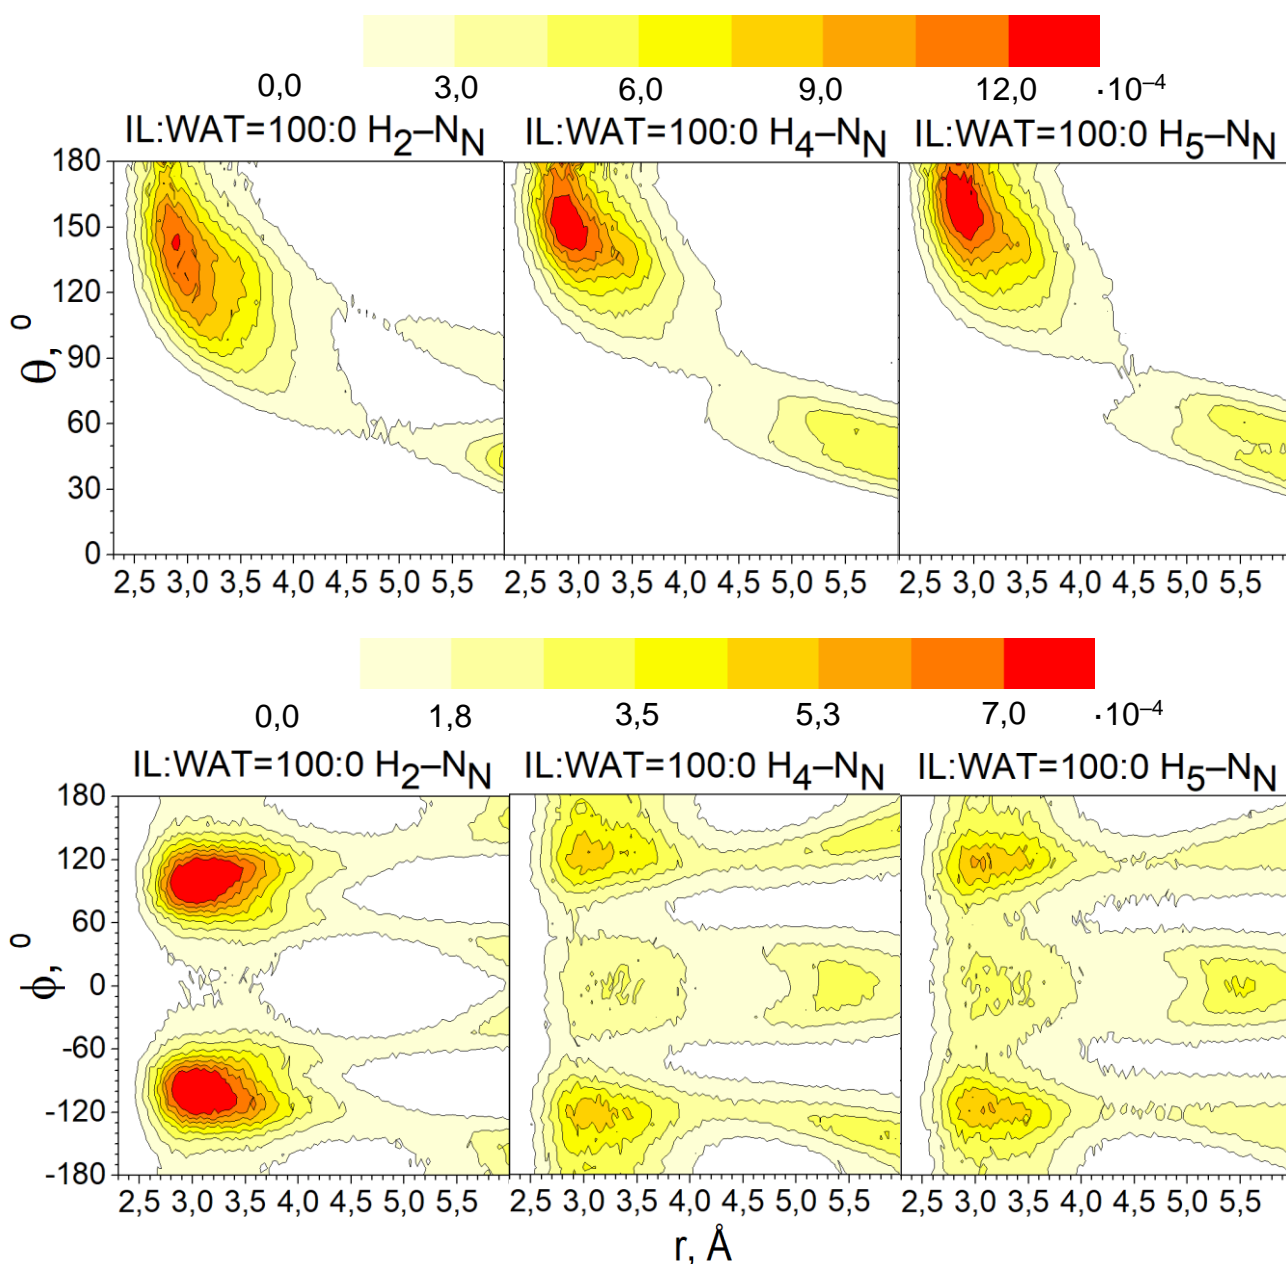 0,0 3,0 6,0 9,0 12,0 ·10⁻⁴
IL:WAT=100:0 H₂–N_N IL:WAT=100:0 H₄–N_N IL:WAT=100:0 H₅–N_N
180
150
120
90
60
30
0
θ, ⁰
2,5 3,0 3,5 4,0 4,5 5,0 5,5 2,5 3,0 3,5 4,0 4,5 5,0 5,5 2,5 3,0 3,5 4,0 4,5 5,0 5,5
0,0 1,8 3,5 5,3 7,0 ·10⁻⁴
IL:WAT=100:0 H₂–N_N IL:WAT=100:0 H₄–N_N IL:WAT=100:0 H₅–N_N
180
120
60
0
-60
-120
-180
ϕ, ⁰
2,5 3,0 3,5 4,0 4,5 5,0 5,5 2,5 3,0 3,5 4,0 4,5 5,0 5,5 2,5 3,0 3,5 4,0 4,5 5,0 5,5
r, Å